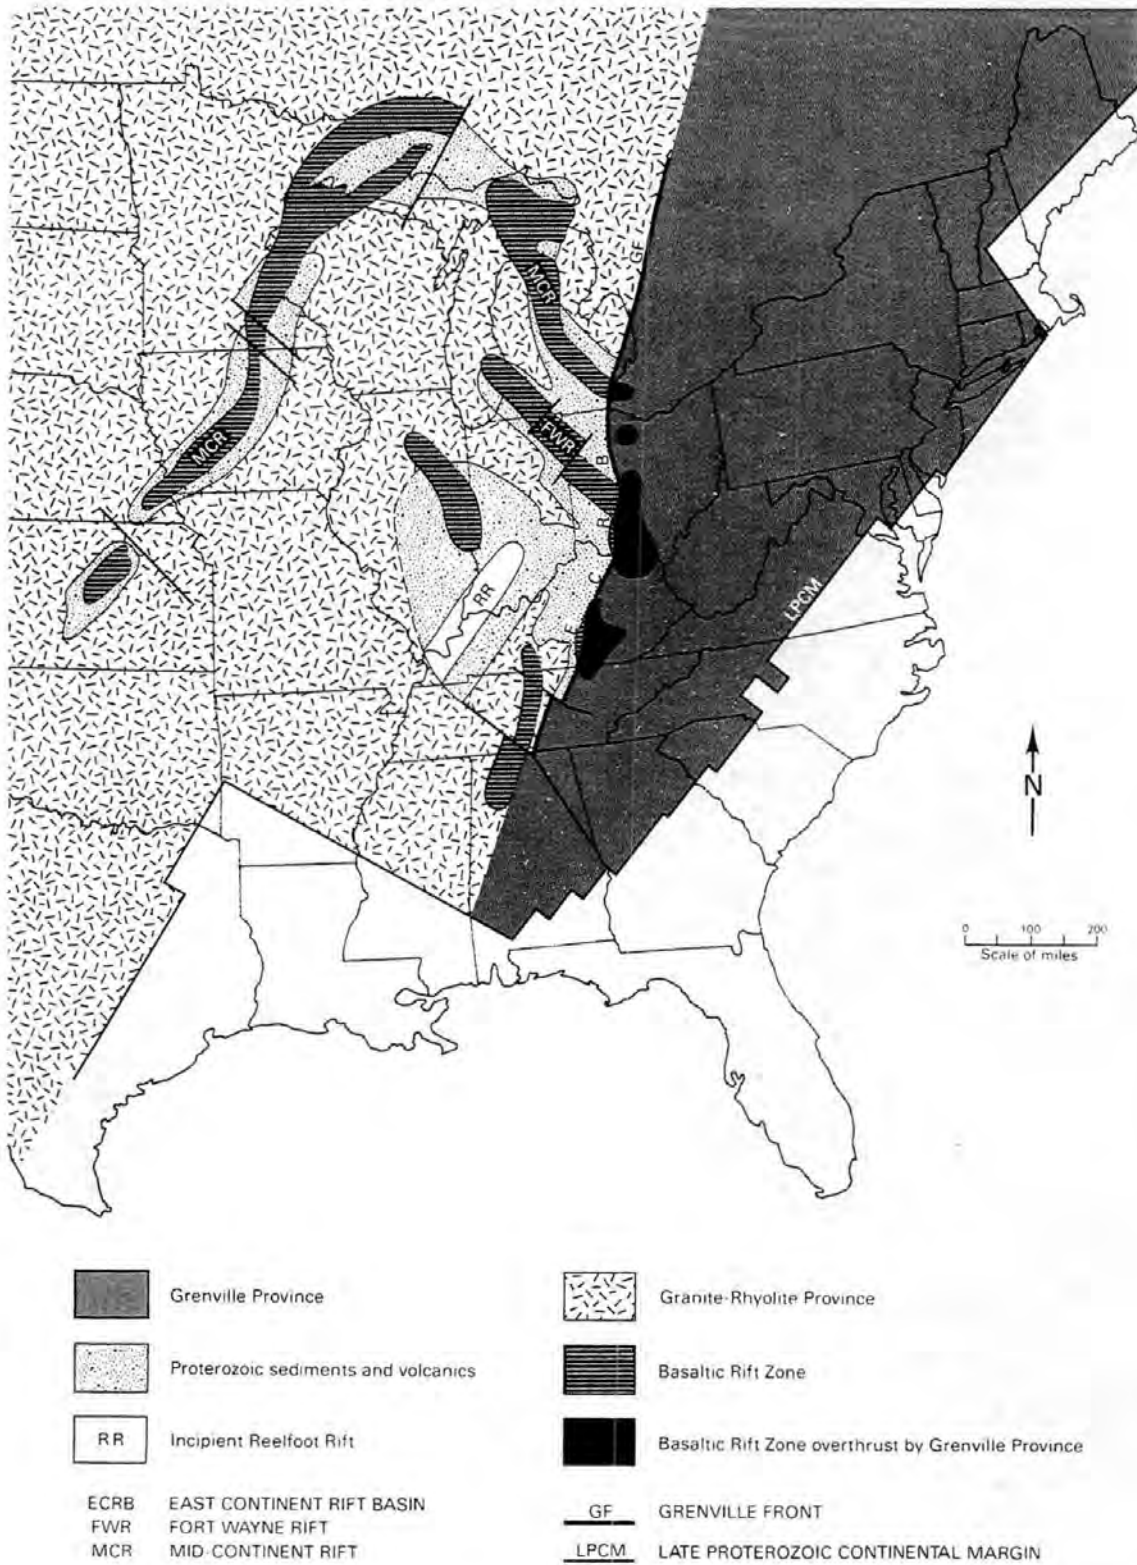 GF
MCR
MCR
FWR
B
R
C
E
RR
LPCM
N
0 100 200
Scale of miles
Grenville Province
Granite-Rhyolite Province
Proterozoic sediments and volcanics
Basaltic Rift Zone
RR Incipient Reelfoot Rift
Basaltic Rift Zone overthrust by Grenville Province
ECRB EAST CONTINENT RIFT BASIN
FWR FORT WAYNE RIFT
MCR MID-CONTINENT RIFT
GF GRENVILLE FRONT
LPCM LATE PROTEROZOIC CONTINENTAL MARGIN